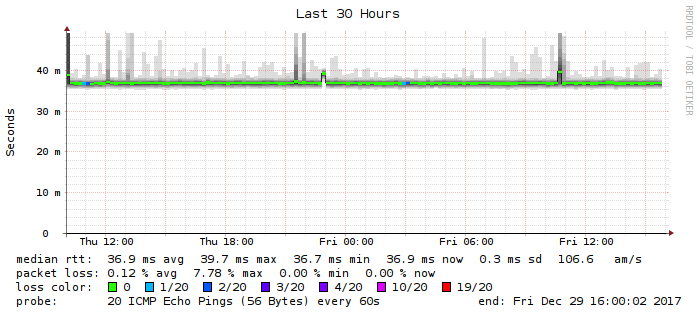 Last 30 Hours
RRDTOOL / TOBI OETIKER
Seconds
40 m
30 m
20 m
10 m
0
Thu 12:00 Thu 18:00 Fri 00:00 Fri 06:00 Fri 12:00
median rtt: 36.9 ms avg 39.7 ms max 36.7 ms min 36.9 ms now 0.3 ms sd 106.6 am/s
packet loss: 0.12 % avg 7.78 % max 0.00 % min 0.00 % now
loss color: 0 1/20 2/20 3/20 4/20 10/20 19/20
probe: 20 ICMP Echo Pings (56 Bytes) every 60s end: Fri Dec 29 16:00:02 2017